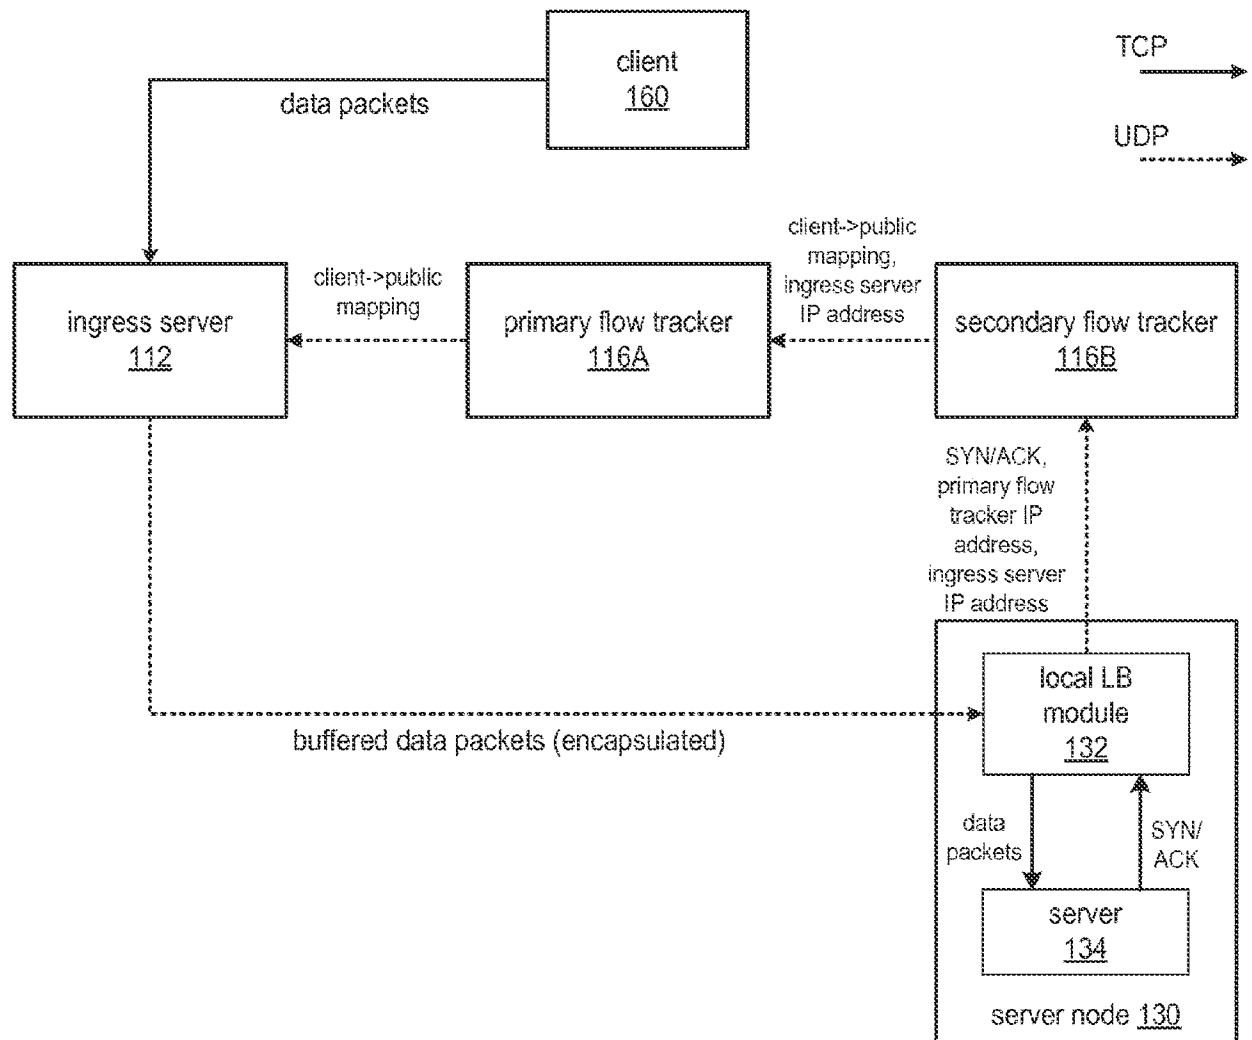 client
160
TCP
data packets
UDP
client->public
mapping,
ingress server
IP address
client->public
mapping
ingress server
112
primary flow tracker
116A
secondary flow tracker
116B
SYN/ACK,
primary flow
tracker IP
address,
ingress server
IP address
local LB
module
132
buffered data packets (encapsulated)
data
packets
SYN/
ACK
server
134
server node 130